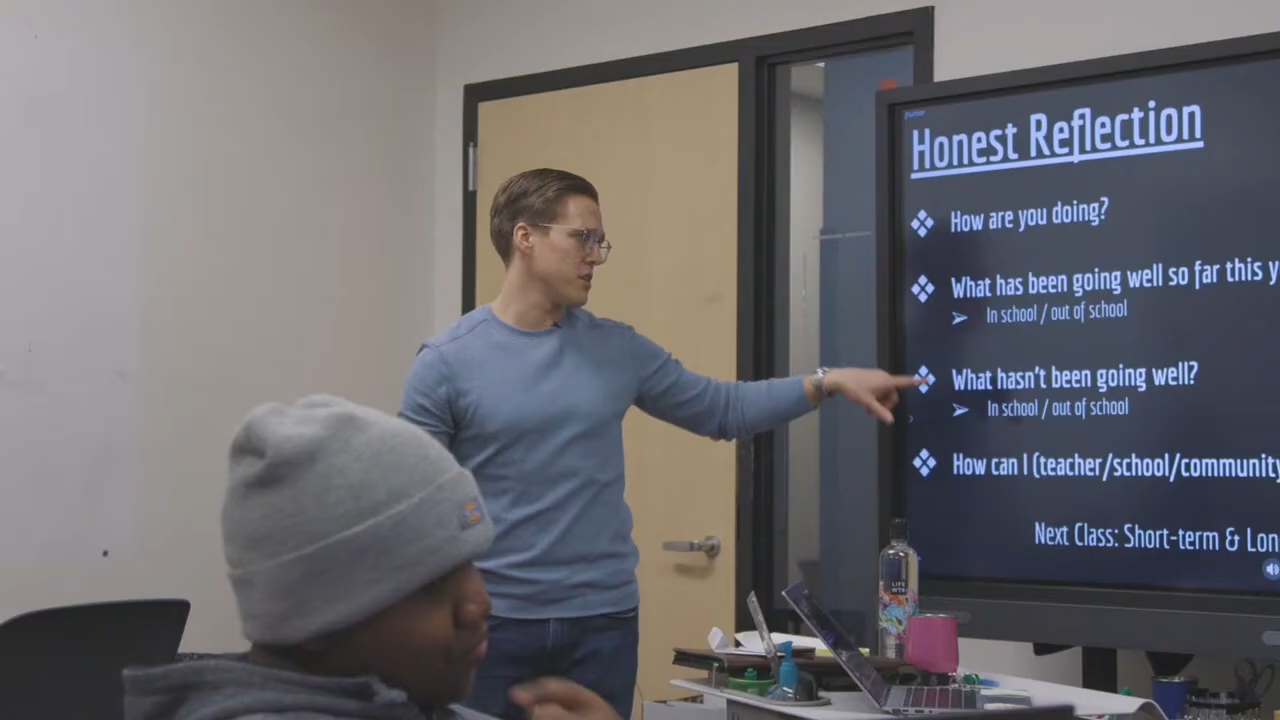 Honest Reflection
How are you doing?
What has been going well so far this y
In school / out of school
What hasn't been going well?
In school / out of school
How can I (teacher/school/community
Next Class: Short-term & Lon
LIFE
WTR